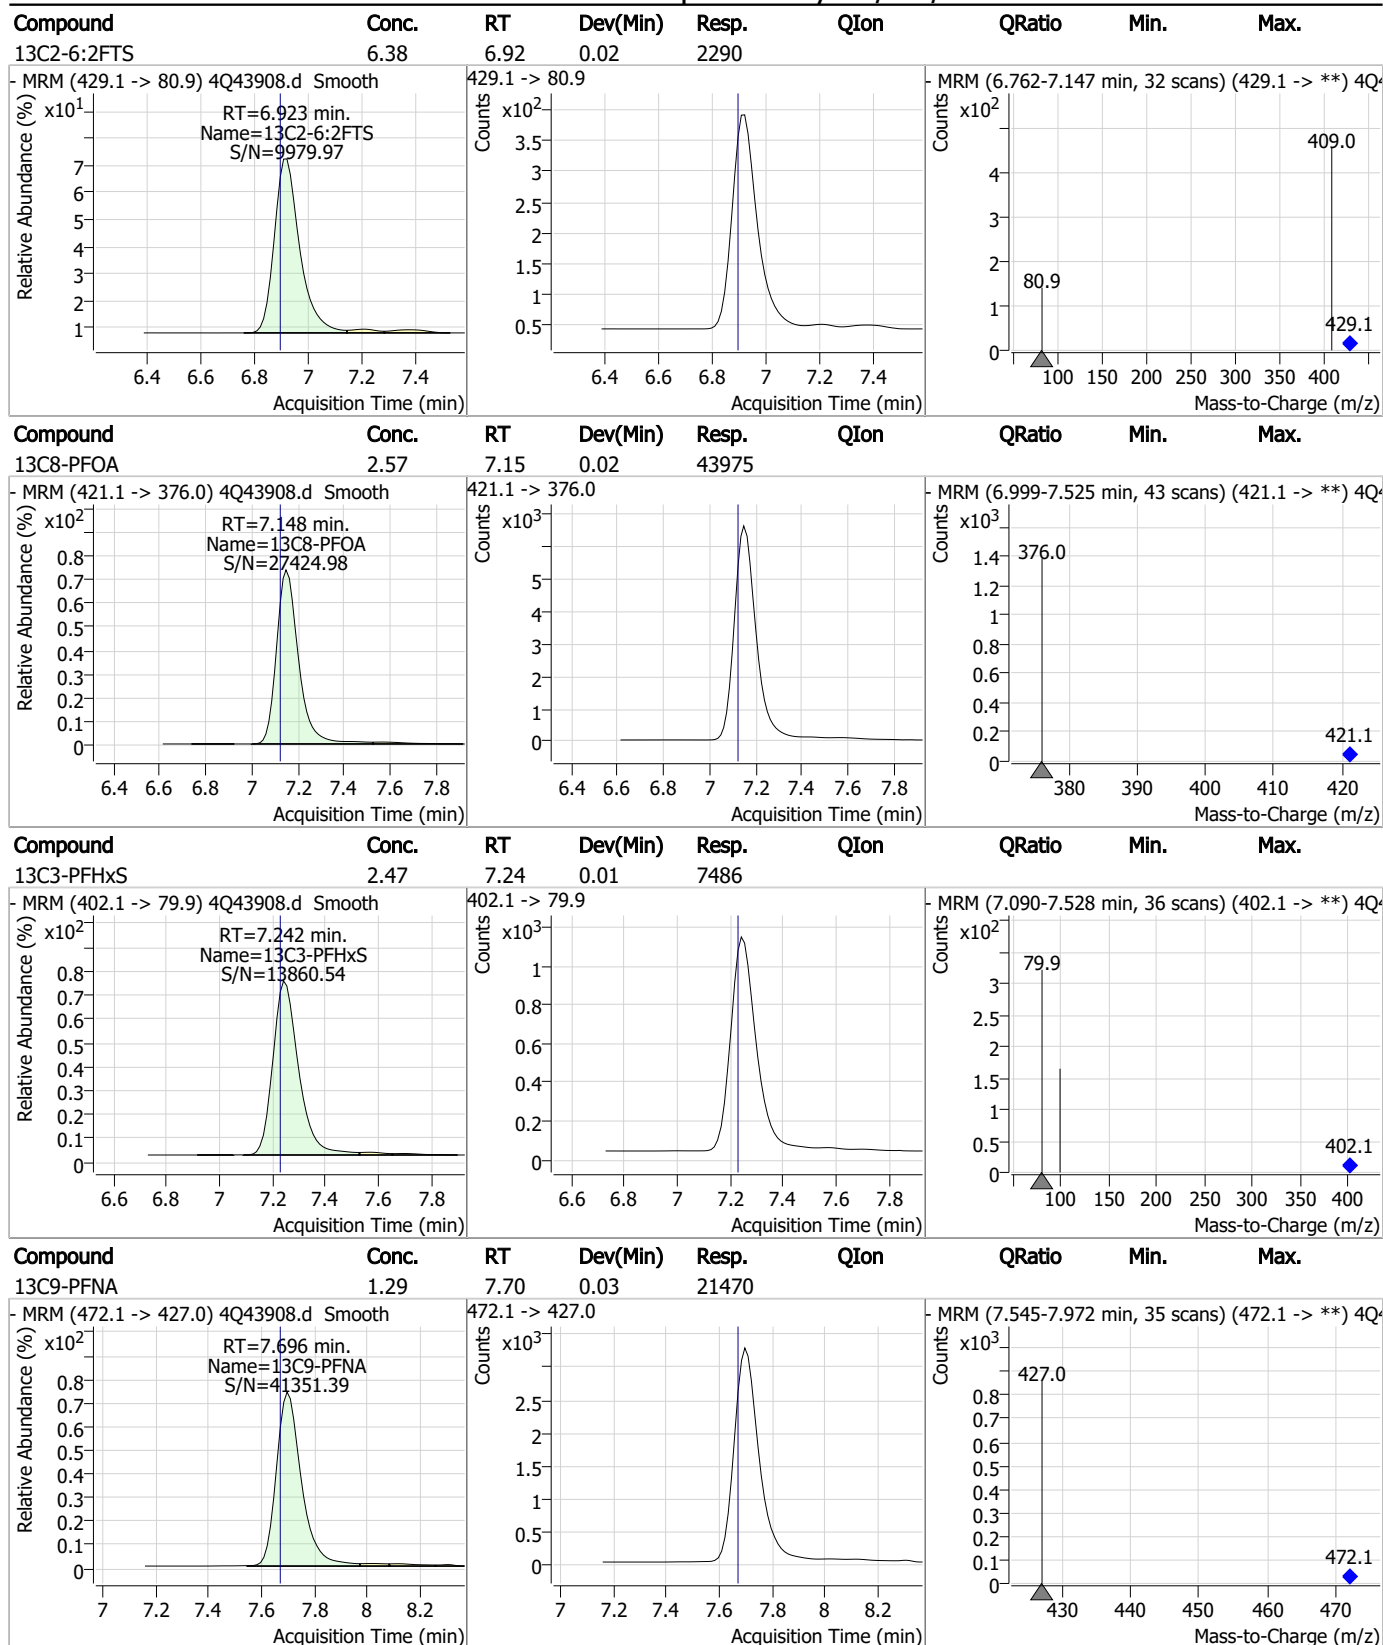 Compound Conc. RT Dev(Min) Resp. QIon QRatio Min. Max.
13C2-6:2FTS 6.38 6.92 0.02 2290
- MRM (429.1 -> 80.9) 4Q43908.d Smooth
429.1 -> 80.9
- MRM (6.762-7.147 min, 32 scans) (429.1 -> **) 4Q4
Relative Abundance (%)
x10¹
RT=6.923 min.
Name=13C2-6:2FTS
S/N=9979.97
7
6
5
4
3
2
1
6.4 6.6 6.8 7 7.2 7.4
Acquisition Time (min)
Counts
x10²
3.5
3
2.5
2
1.5
1
0.5
6.4 6.6 6.8 7 7.2 7.4
Acquisition Time (min)
Counts
x10²
409.0
80.9
429.1
4
3
2
1
0
100 150 200 250 300 350 400
Mass-to-Charge (m/z)
Compound Conc. RT Dev(Min) Resp. QIon QRatio Min. Max.
13C8-PFOA 2.57 7.15 0.02 43975
- MRM (421.1 -> 376.0) 4Q43908.d Smooth
421.1 -> 376.0
- MRM (6.999-7.525 min, 43 scans) (421.1 -> **) 4Q4
Relative Abundance (%)
x10²
RT=7.148 min.
Name=13C8-PFOA
S/N=27424.98
0.8
0.7
0.6
0.5
0.4
0.3
0.2
0.1
0
6.4 6.6 6.8 7 7.2 7.4 7.6 7.8
Acquisition Time (min)
Counts
x10³
5
4
3
2
1
0
6.4 6.6 6.8 7 7.2 7.4 7.6 7.8
Acquisition Time (min)
Counts
x10³
376.0
421.1
1.4
1.2
1
0.8
0.6
0.4
0.2
0
380 390 400 410 420
Mass-to-Charge (m/z)
Compound Conc. RT Dev(Min) Resp. QIon QRatio Min. Max.
13C3-PFHxS 2.47 7.24 0.01 7486
- MRM (402.1 -> 79.9) 4Q43908.d Smooth
402.1 -> 79.9
- MRM (7.090-7.528 min, 36 scans) (402.1 -> **) 4Q4
Relative Abundance (%)
x10²
RT=7.242 min.
Name=13C3-PFHxS
S/N=13860.54
0.8
0.7
0.6
0.5
0.4
0.3
0.2
0.1
0
6.6 6.8 7 7.2 7.4 7.6 7.8
Acquisition Time (min)
Counts
x10³
1
0.8
0.6
0.4
0.2
0
6.6 6.8 7 7.2 7.4 7.6 7.8
Acquisition Time (min)
Counts
x10²
79.9
402.1
3
2.5
2
1.5
1
0.5
0
100 150 200 250 300 350 400
Mass-to-Charge (m/z)
Compound Conc. RT Dev(Min) Resp. QIon QRatio Min. Max.
13C9-PFNA 1.29 7.70 0.03 21470
- MRM (472.1 -> 427.0) 4Q43908.d Smooth
472.1 -> 427.0
- MRM (7.545-7.972 min, 35 scans) (472.1 -> **) 4Q4
Relative Abundance (%)
x10²
RT=7.696 min.
Name=13C9-PFNA
S/N=41351.39
0.8
0.7
0.6
0.5
0.4
0.3
0.2
0.1
0
7 7.2 7.4 7.6 7.8 8 8.2
Acquisition Time (min)
Counts
x10³
2.5
2
1.5
1
0.5
0
7 7.2 7.4 7.6 7.8 8 8.2
Acquisition Time (min)
Counts
x10³
427.0
472.1
0.8
0.7
0.6
0.5
0.4
0.3
0.2
0.1
0
430 440 450 460 470
Mass-to-Charge (m/z)